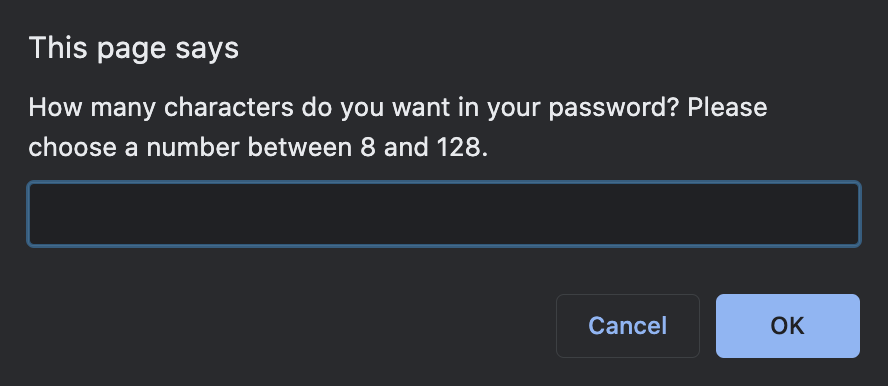 This page says
How many characters do you want in your password? Please
choose a number between 8 and 128.
Cancel
OK